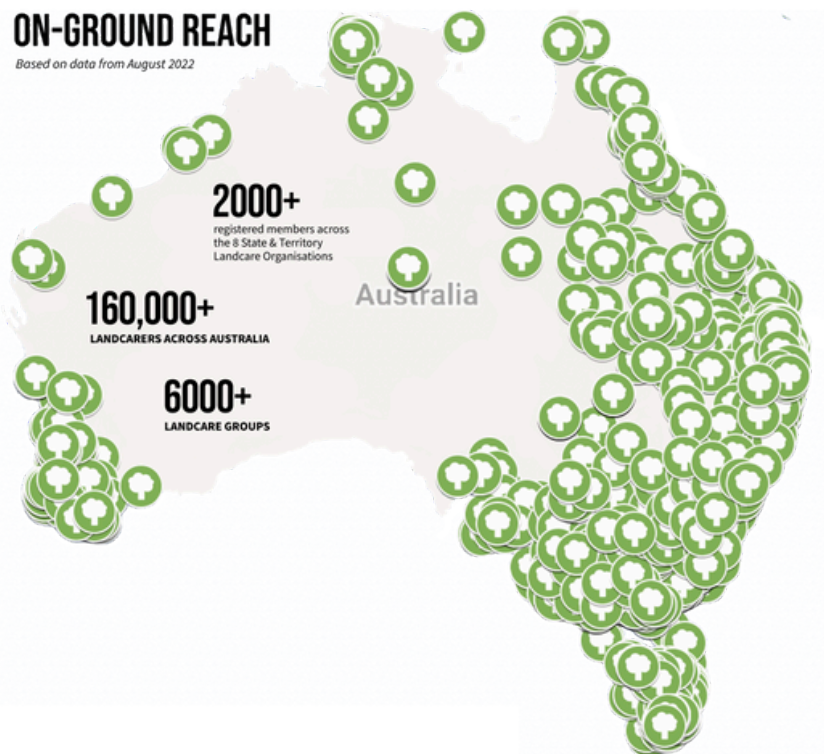 ON-GROUND REACH
Based on data from August 2022
2000+
registered members across
the 8 State & Territory
Landcare Organisations
Australia
160,000+
LANDCARERS ACROSS AUSTRALIA
6000+
LANDCARE GROUPS